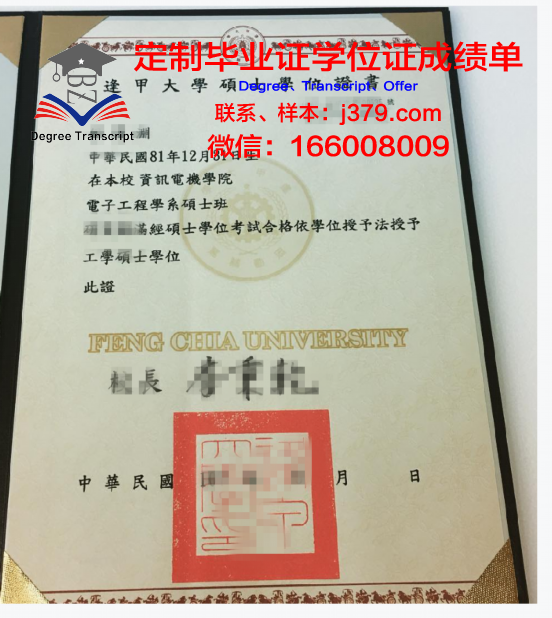 定制毕业证学位证成绩单
逢甲大學碩士學位證書
Degree Transcript Offer
號
联系、样本：j379.com
BZ
Degree Transcript
微信：166008009
中華民國81年12月31日生
在本校資訊電機學院
電子工程學系碩士班
滿經碩士學位考試合格依學位授予法授予
工學碩士學位
此證
FENG CHIA UNIVERSITY
校長
中華民國 月 日